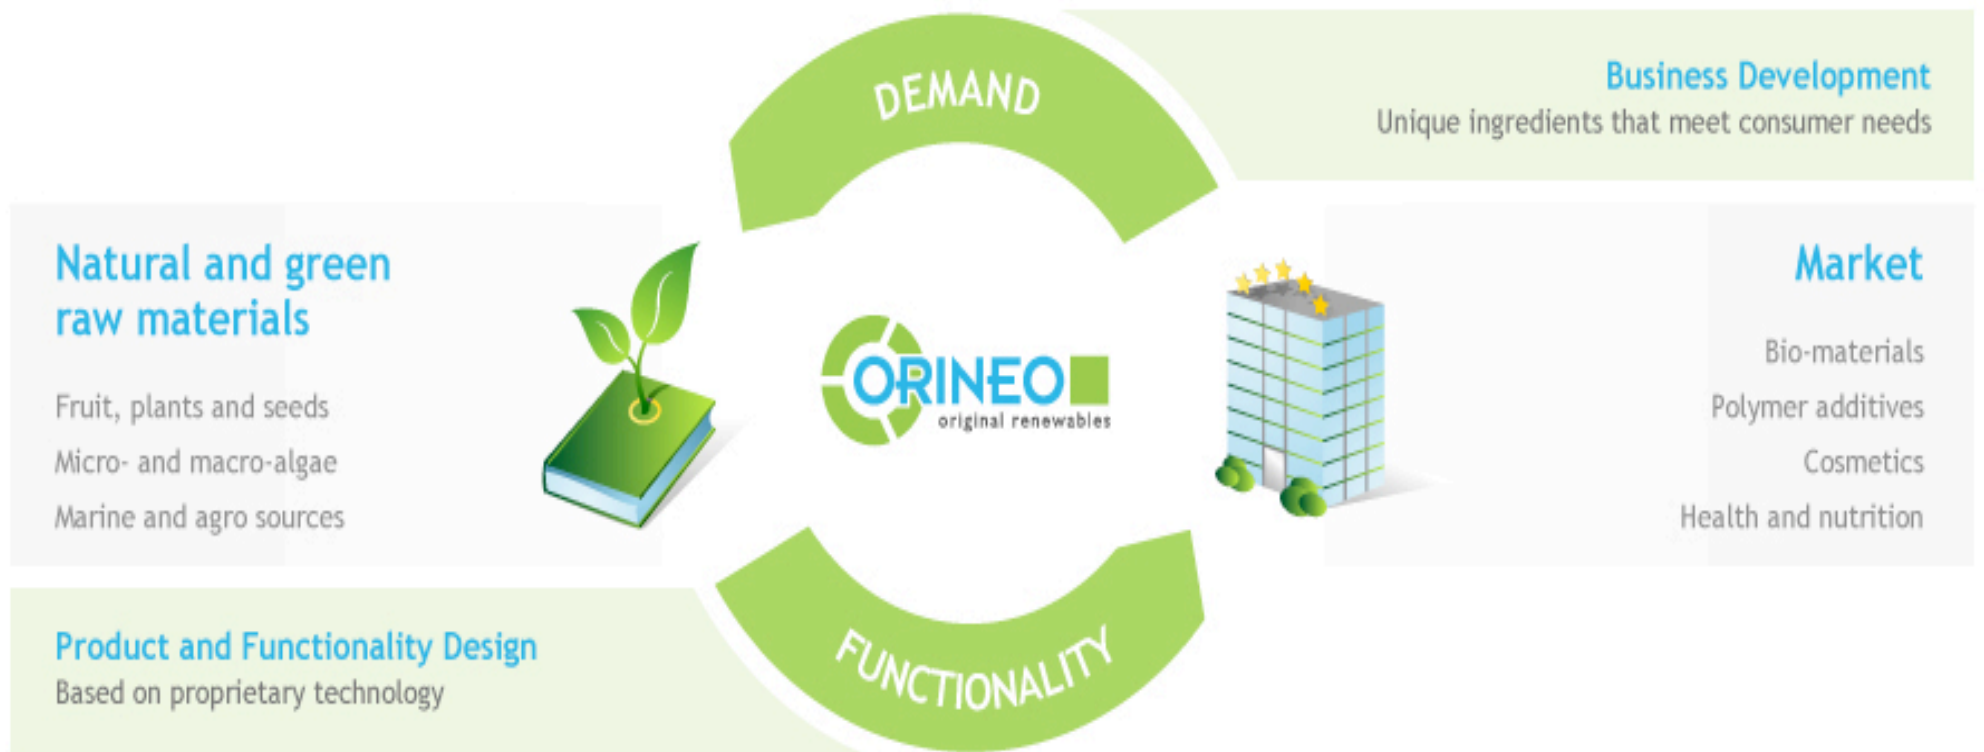 DEMAND
Business Development
Unique ingredients that meet consumer needs
Natural and green
raw materials
Fruit, plants and seeds
Micro- and macro-algae
Marine and agro sources
ORINEO
original renewables
Market
Bio-materials
Polymer additives
Cosmetics
Health and nutrition
Product and Functionality Design
Based on proprietary technology
FUNCTIONALITY